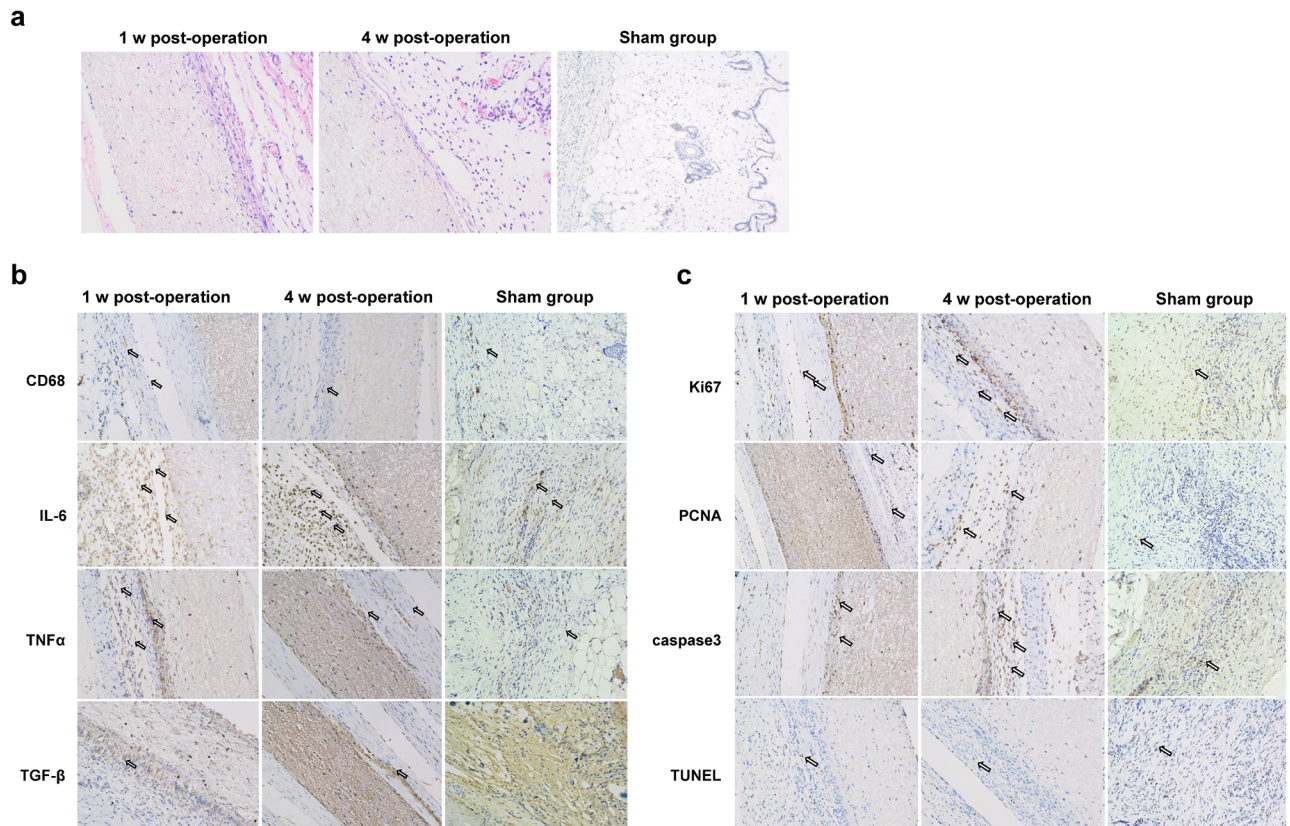 a
1 w post-operation 4 w post-operation Sham group
b
1 w post-operation 4 w post-operation Sham group
CD68
IL-6
TNFα
TGF-β
c
1 w post-operation 4 w post-operation Sham group
Ki67
PCNA
caspase3
TUNEL